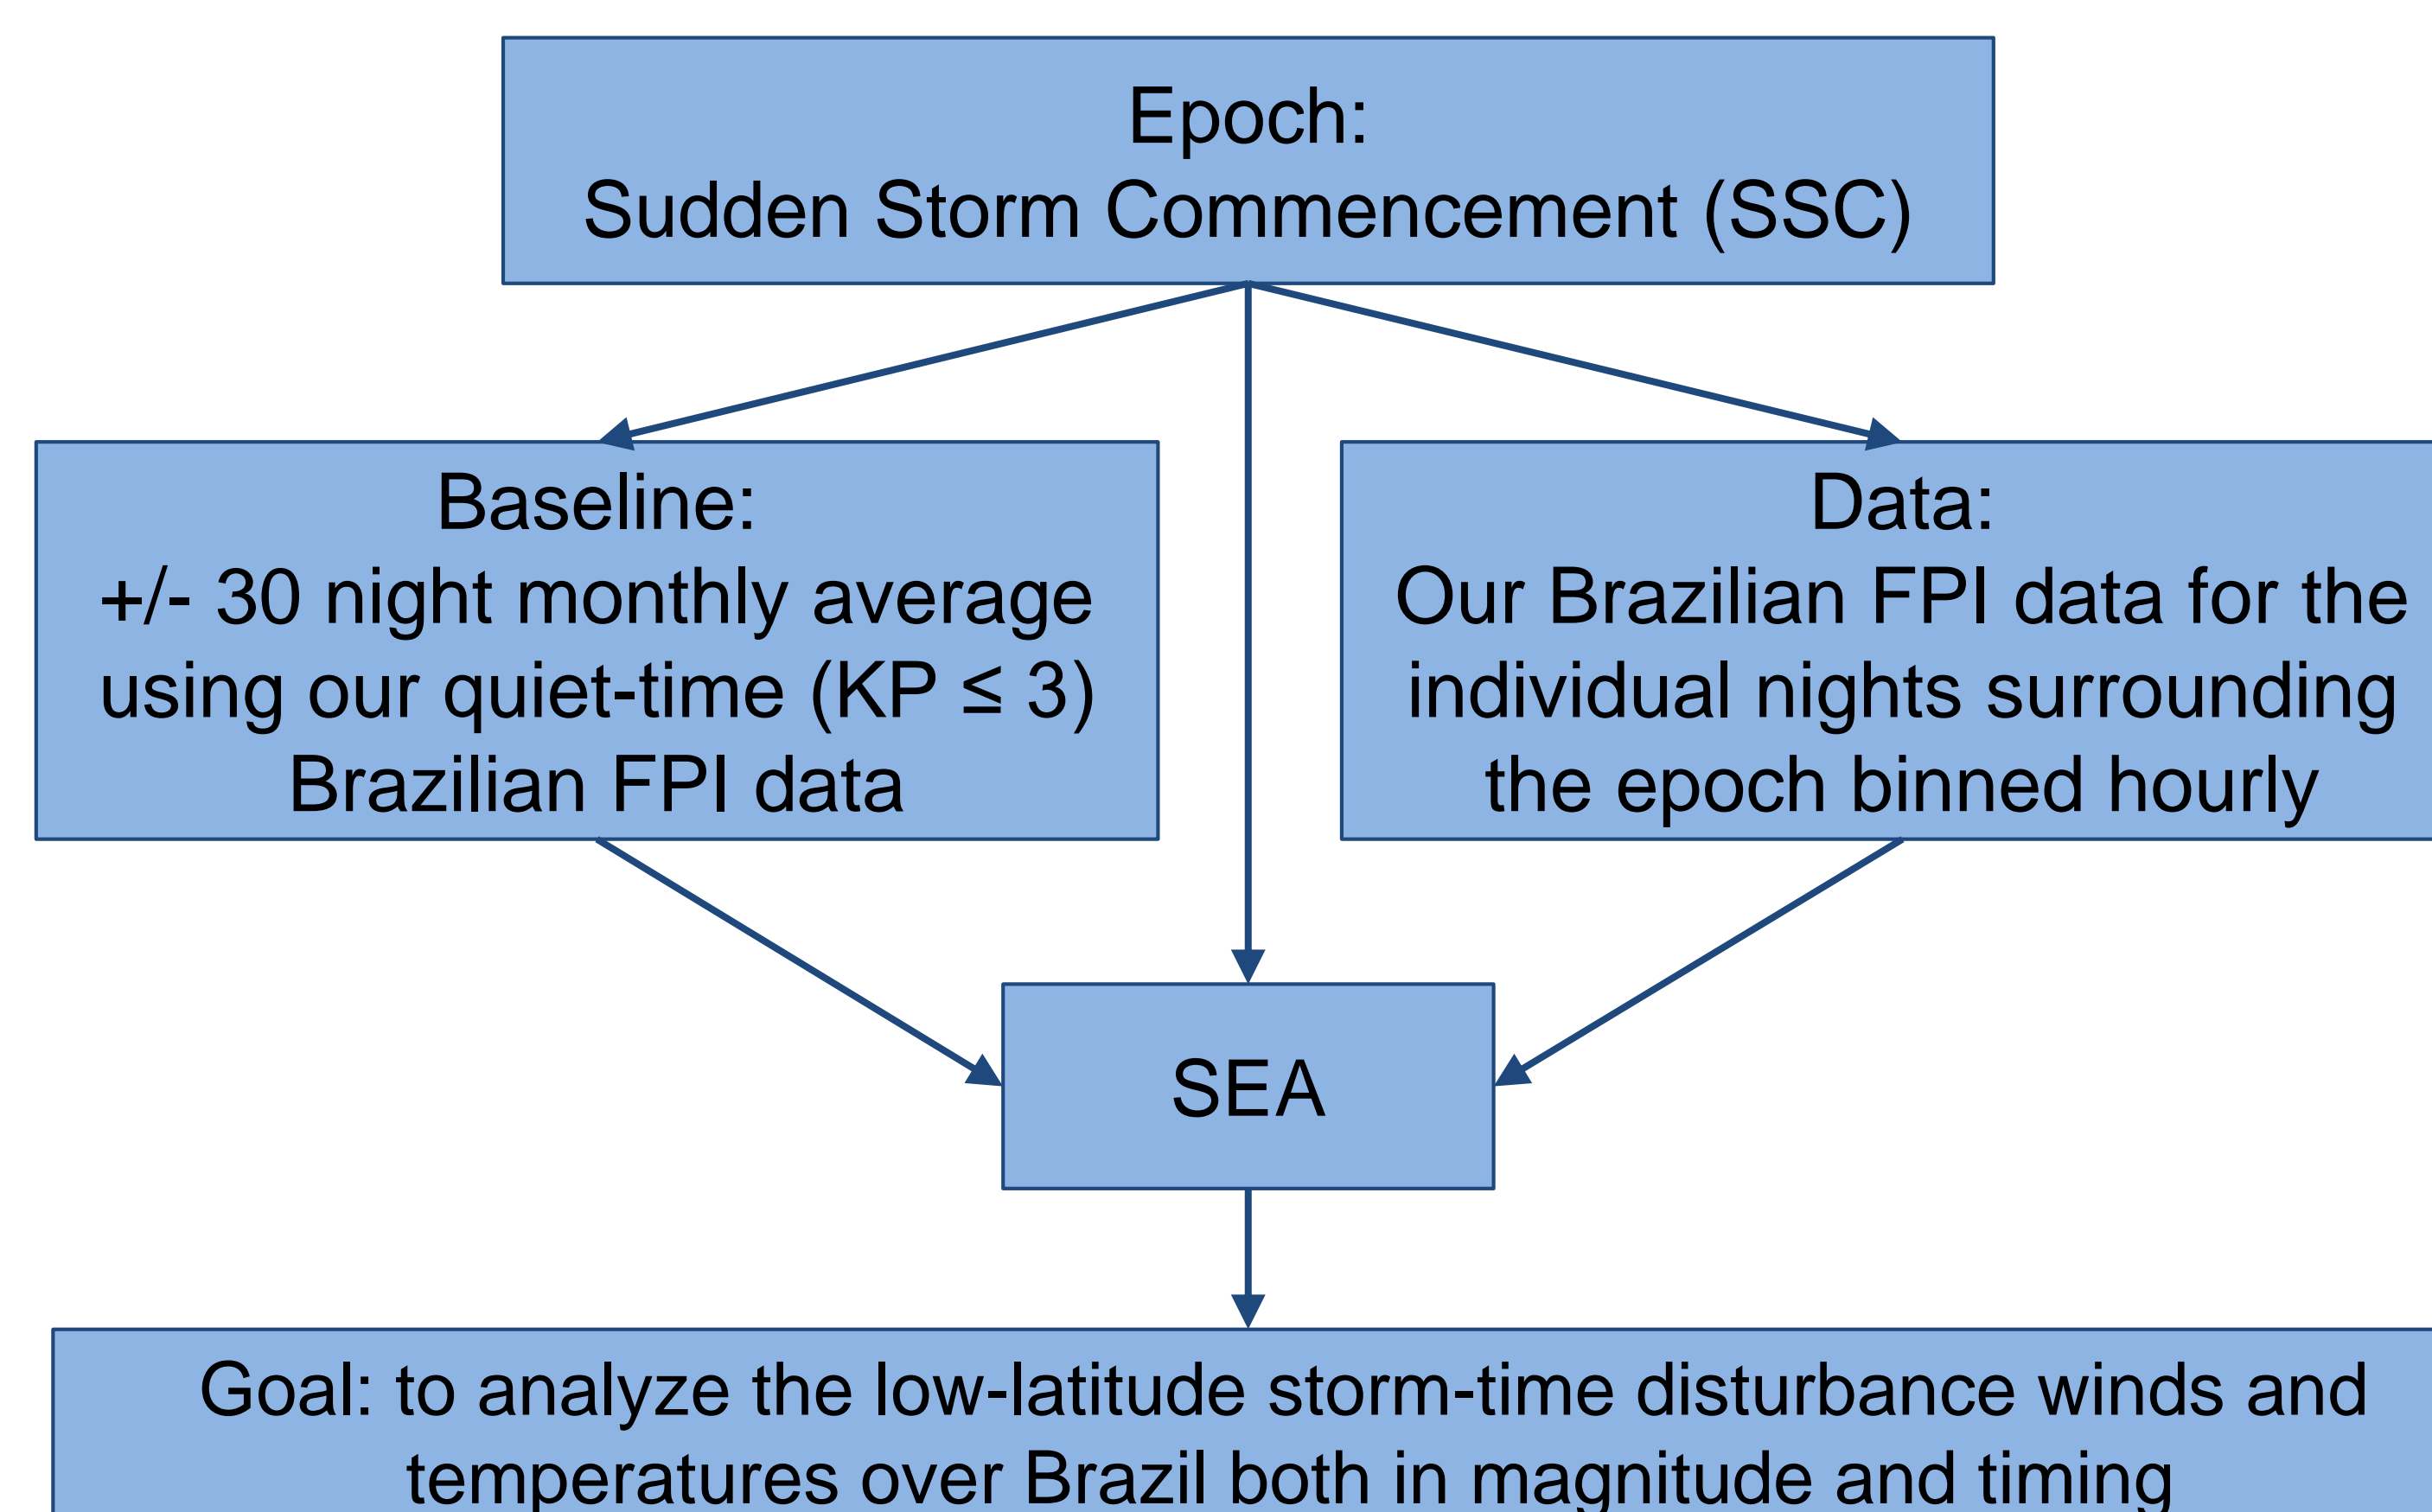 Epoch:
Sudden Storm Commencement (SSC)
Baseline:
+/- 30 night monthly average
using our quiet-time (KP ≤ 3)
Brazilian FPI data
Data:
Our Brazilian FPI data for the
individual nights surrounding
the epoch binned hourly
SEA
Goal: to analyze the low-latitude storm-time disturbance winds and
temperatures over Brazil both in magnitude and timing